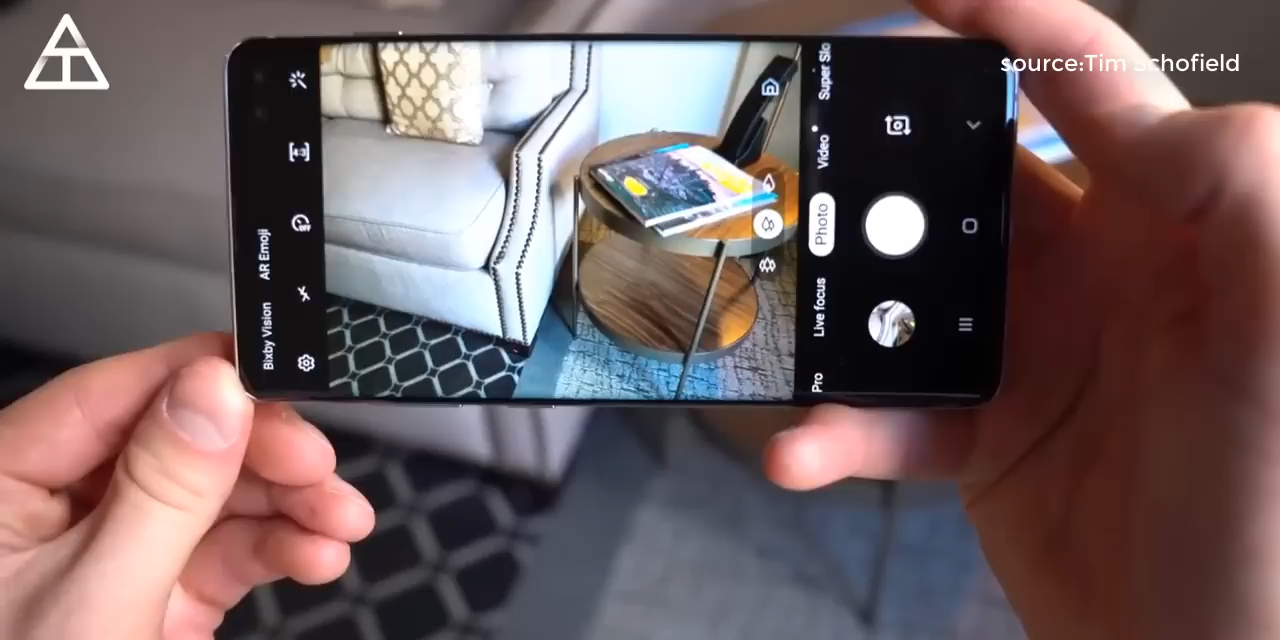 source:Tim Schofield
Bixby Vision
AR Emoji
Pro
Live focus
Photo
Video
Super Slo